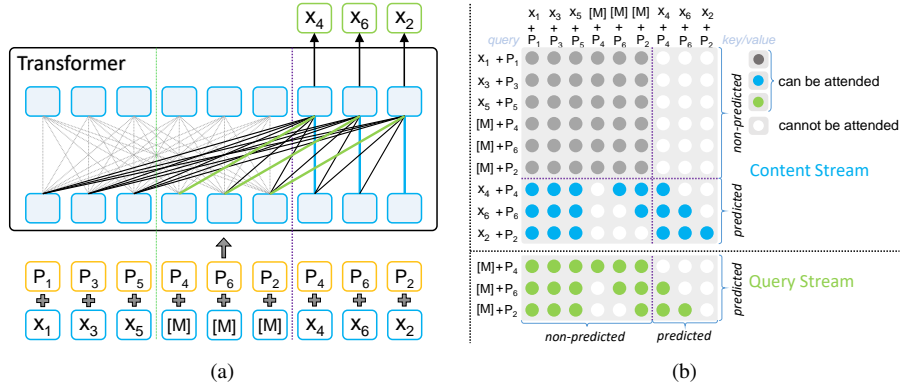 x4 x6 x2
Transformer
P1 P3 P5 P4 P6 P2 P4 P6 P2
+ + + + + + + + +
x1 x3 x5 [M] [M] [M] x4 x6 x2
(a)
x1 x3 x5 [M] [M] [M] x4 x6 x2
+ + + + + + + + +
P1 P3 P5 P4 P6 P2 P4 P6 P2
query
key/value
x1 + P1
x3 + P3
x5 + P5
[M] + P4
[M] + P6
[M] + P2
non-predicted
can be attended
cannot be attended
Content Stream
x4 + P4
x6 + P6
x2 + P2
predicted
[M] + P4
[M] + P6
[M] + P2
predicted
Query Stream
non-predicted predicted
(b)